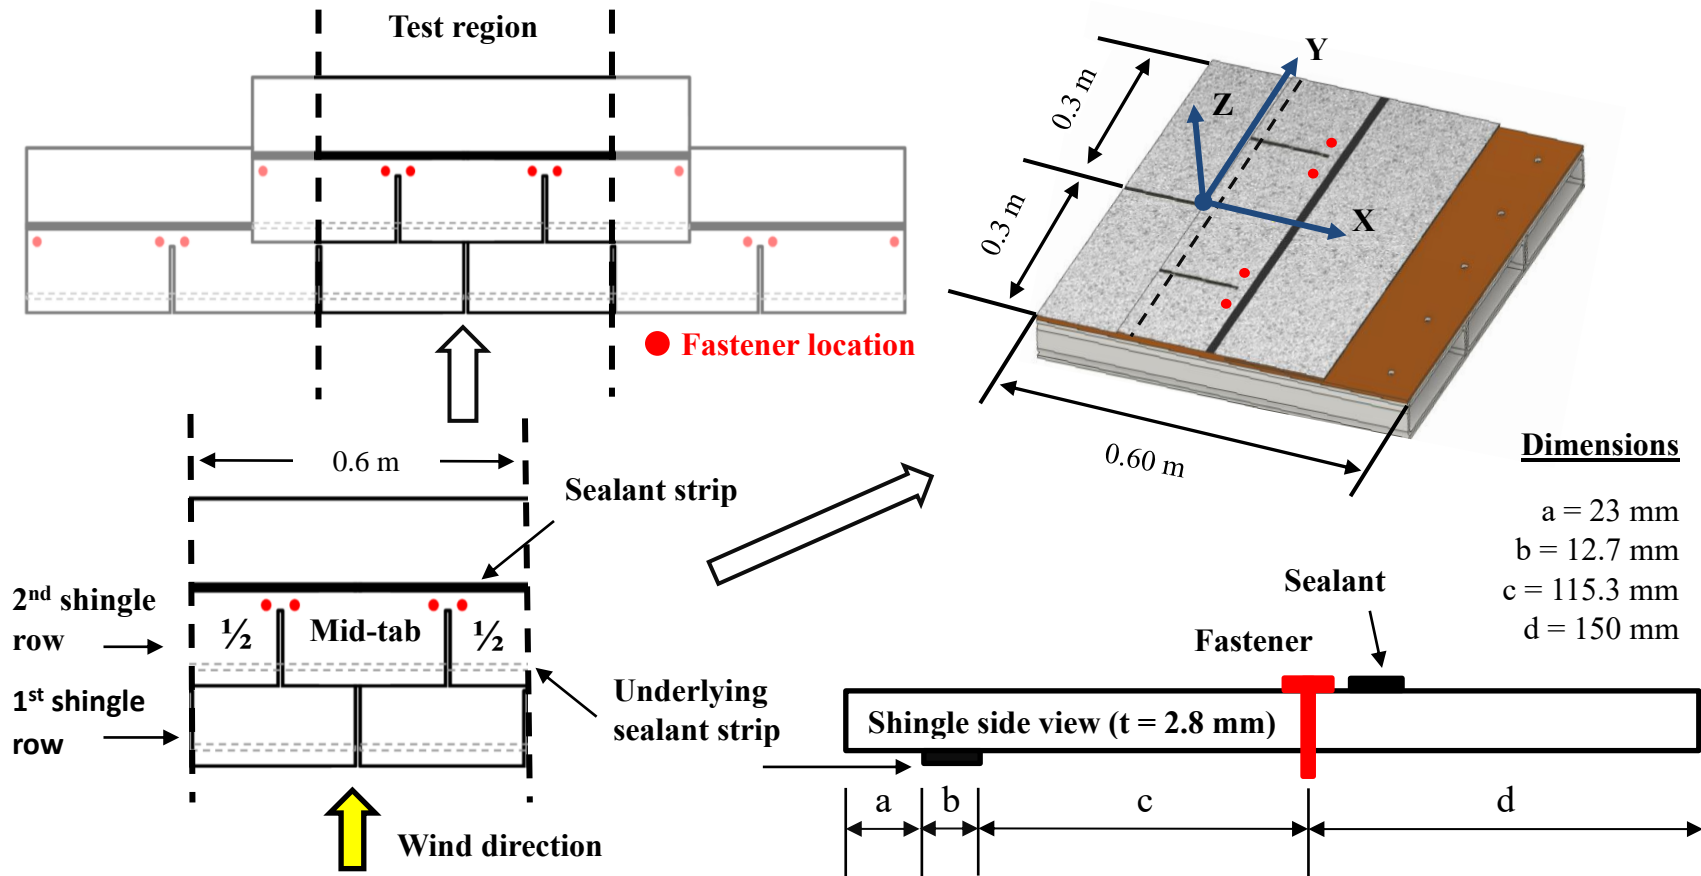 Test region
Fastener location
0.6 m
Sealant strip
2nd shingle
row
½
Mid-tab
½
1st shingle
row
Underlying
sealant strip
Wind direction
Y
Z
X
0.3 m
0.3 m
0.60 m
Dimensions
a = 23 mm
b = 12.7 mm
c = 115.3 mm
d = 150 mm
Sealant
Fastener
Shingle side view (t = 2.8 mm)
a
b
c
d